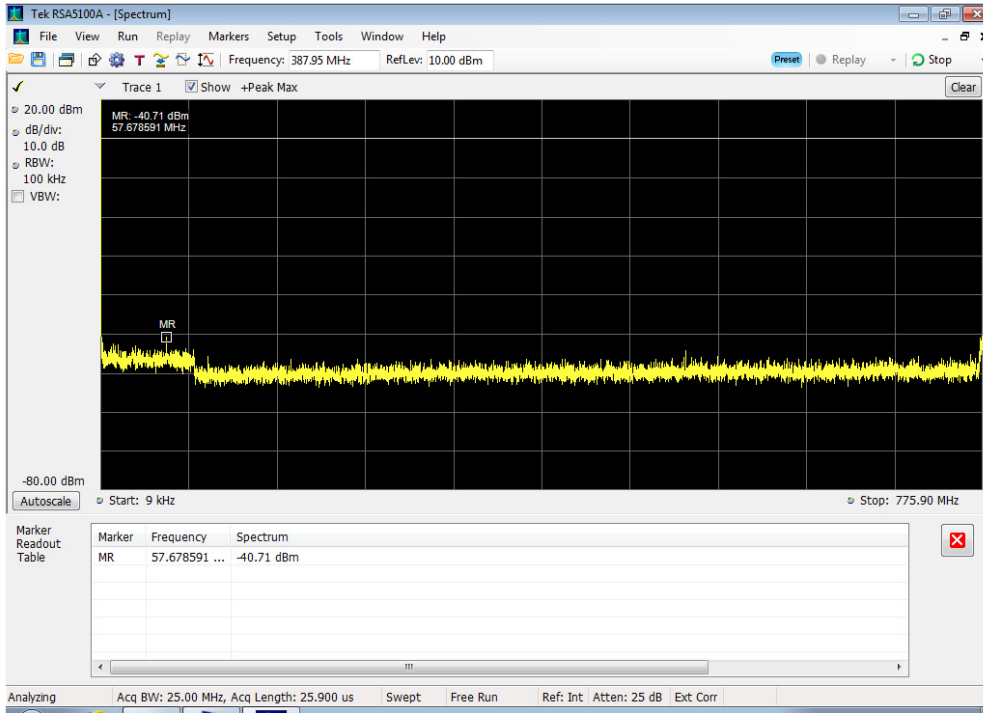 Tek RSA5100A - [Spectrum]
File View Run Replay Markers Setup Tools Window Help
T Frequency: 387.95 MHz RefLev: 10.00 dBm Preset Replay Stop
Trace 1 Show +Peak Max Clear
20.00 dBm
dB/div:
10.0 dB
RBW:
100 kHz
VBW:
MR: -40.71 dBm
57.678591 MHz
MR
-80.00 dBm
Autoscale Start: 9 kHz Stop: 775.90 MHz
Marker
Readout
Table
Marker Frequency Spectrum
MR 57.678591 ... -40.71 dBm
Analyzing Acq BW: 25.00 MHz, Acq Length: 25.900 us Swept Free Run Ref: Int Atten: 25 dB Ext Corr